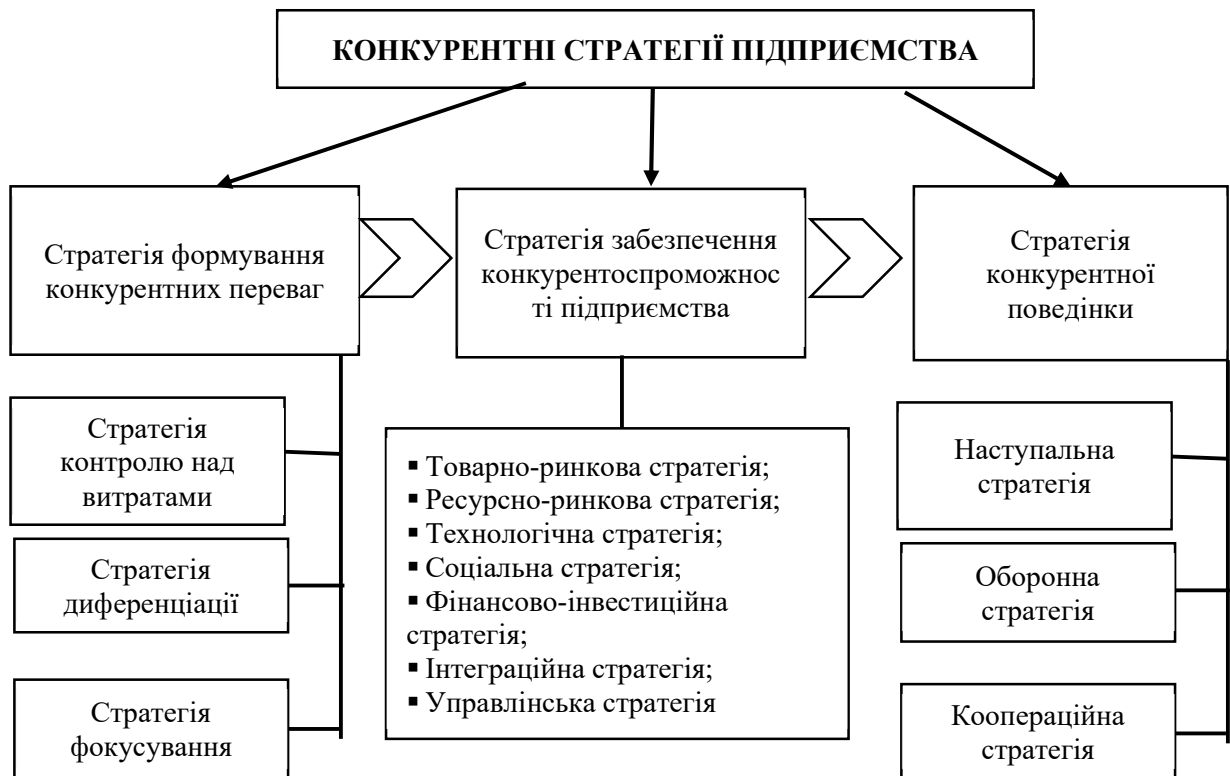 КОНКУРЕНТНІ СТРАТЕГІЇ ПІДПРИЄМСТВА
Стратегія формування
конкурентних переваг
Стратегія забезпечення
конкурентоспроможнос
ті підприємства
Стратегія
конкурентної
поведінки
Стратегія
контролю над
витратами
Стратегія
диференціації
Стратегія
фокусування
▪ Товарно-ринкова стратегія;
▪ Ресурсно-ринкова стратегія;
▪ Технологічна стратегія;
▪ Соціальна стратегія;
▪ Фінансово-інвестиційна
стратегія;
▪ Інтеграційна стратегія;
▪ Управлінська стратегія
Наступальна
стратегія
Оборонна
стратегія
Коопераційна
стратегія